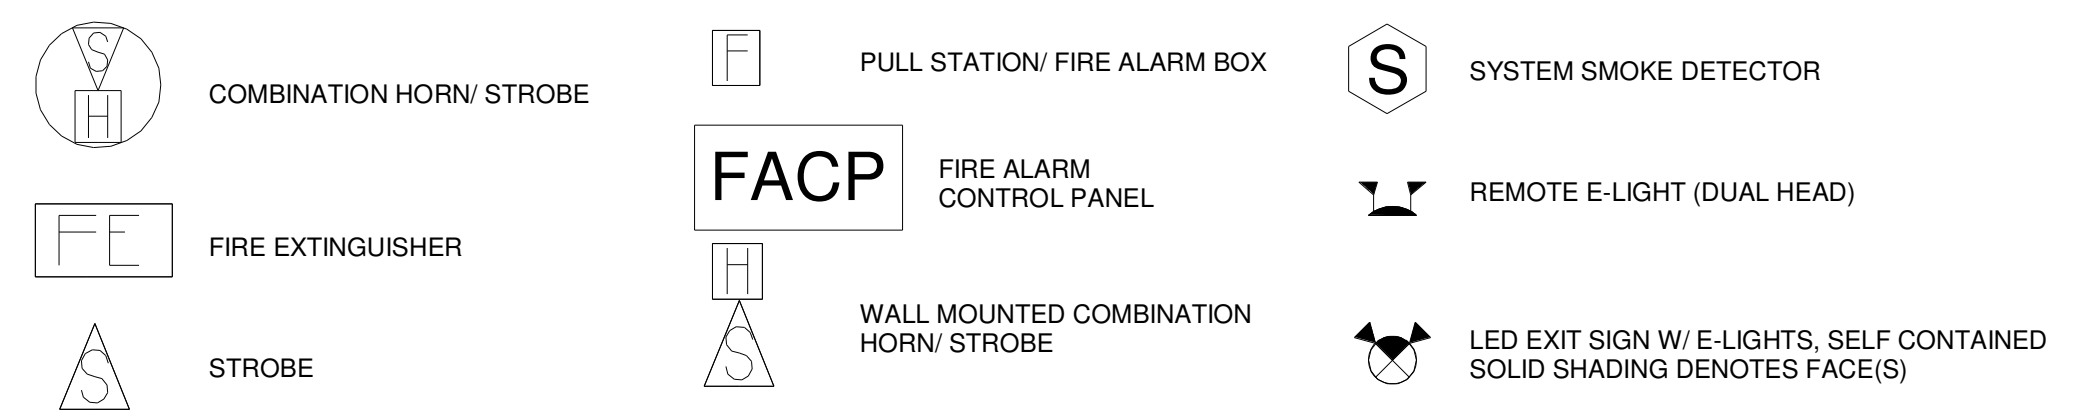 S
H
COMBINATION HORN/ STROBE
FE
FIRE EXTINGUISHER
S
STROBE
F
PULL STATION/ FIRE ALARM BOX
FACP
FIRE ALARM
CONTROL PANEL
H
S
WALL MOUNTED COMBINATION
HORN/ STROBE
S
SYSTEM SMOKE DETECTOR
REMOTE E-LIGHT (DUAL HEAD)
LED EXIT SIGN W/ E-LIGHTS, SELF CONTAINED
SOLID SHADING DENOTES FACE(S)